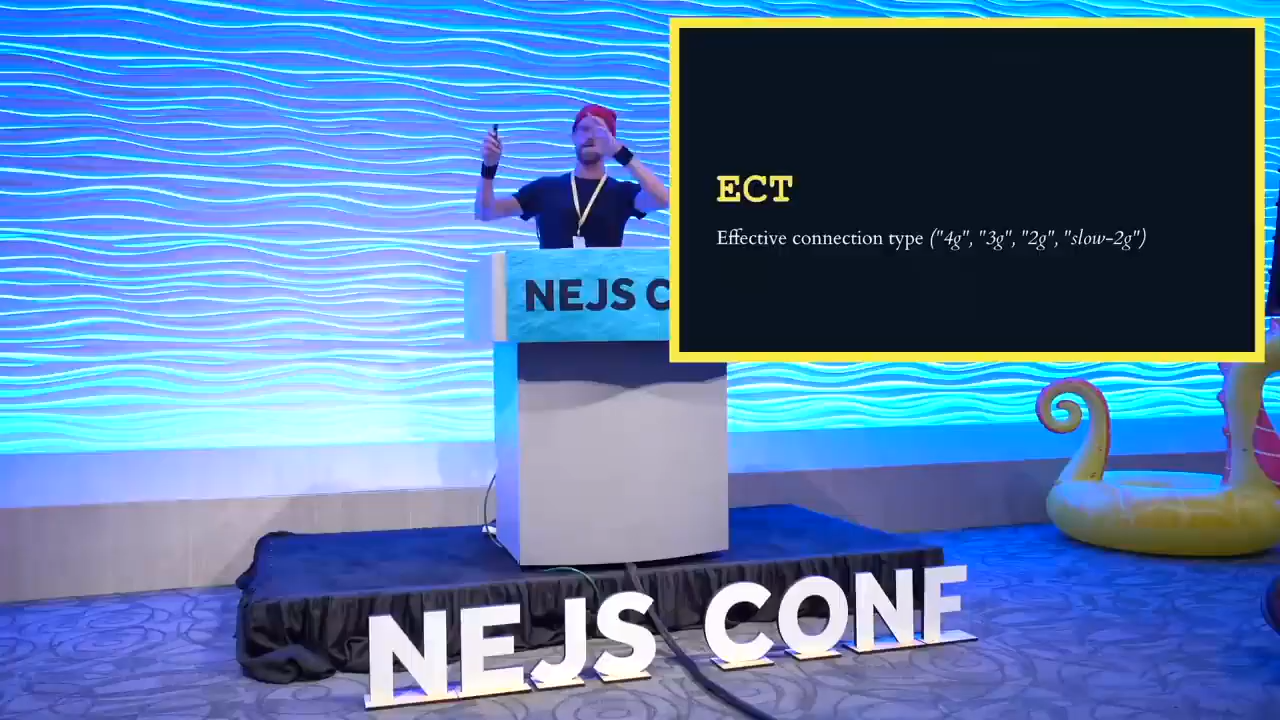 ECT
Effective connection type ("4g", "3g", "2g", "slow-2g")
NEJS C
NEJS CONF